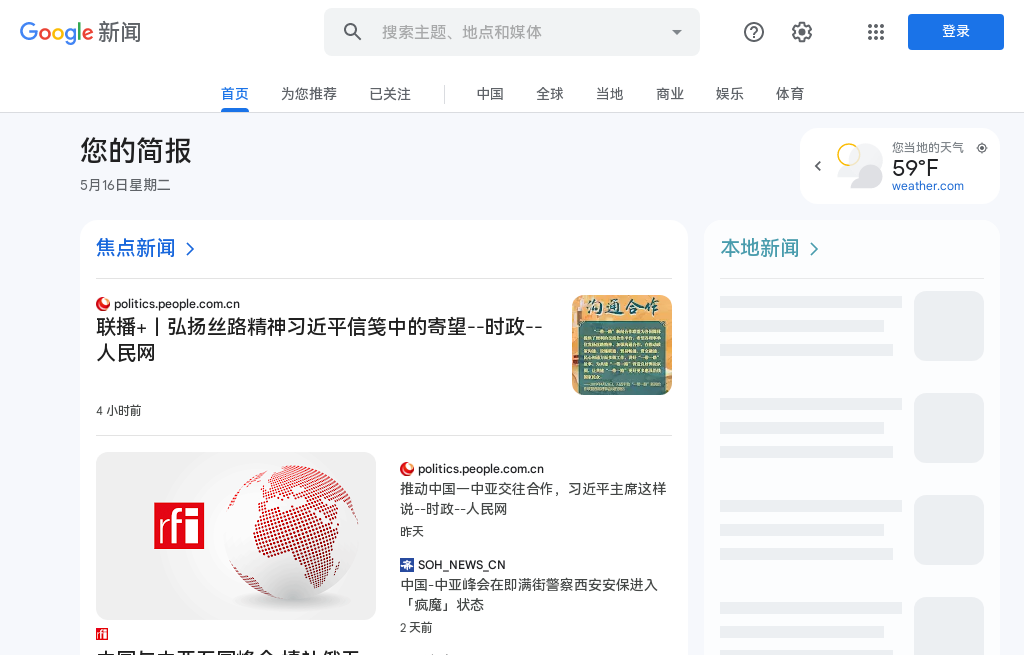 Google 新闻
搜索主题、地点和媒体
登录
首页
为您推荐
已关注
中国
全球
当地
商业
娱乐
体育
您的简报
5月16日星期二
您当地的天气
59°F
weather.com
焦点新闻
本地新闻
politics.people.com.cn
联播+丨弘扬丝路精神习近平信笺中的寄望--时政--
人民网
4 小时前
沟通合作
rfi
politics.people.com.cn
推动中国一中亚交往合作，习近平主席这样
说--时政--人民网
昨天
SOH_NEWS_CN
中国-中亚峰会在即满街警察西安安保进入
「疯魔」状态
2 天前
rfi